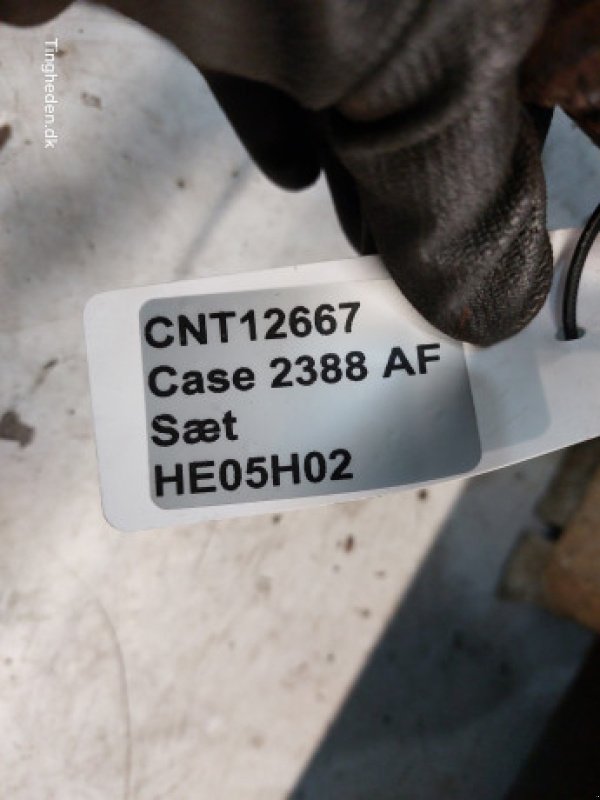 Tingheden.dk
CNT12667
Case 2388 AF
Sæt
HE05H02